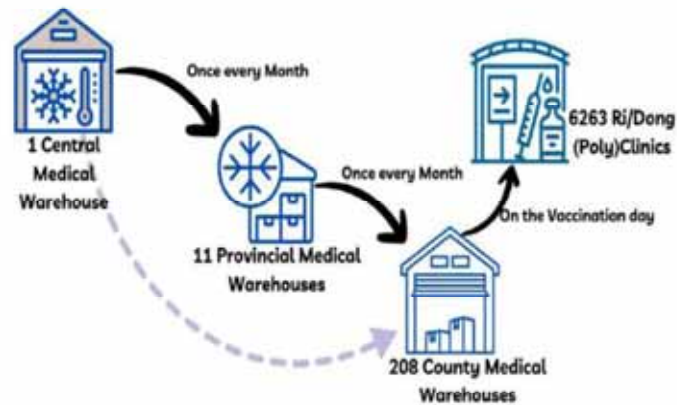 Once every Month
1 Central
Medical
Warehouse
6263 Ri/Dong
(Poly)Clinics
Once every Month
On the Vaccination day
11 Provincial Medical
Warehouses
208 County Medical
Warehouses